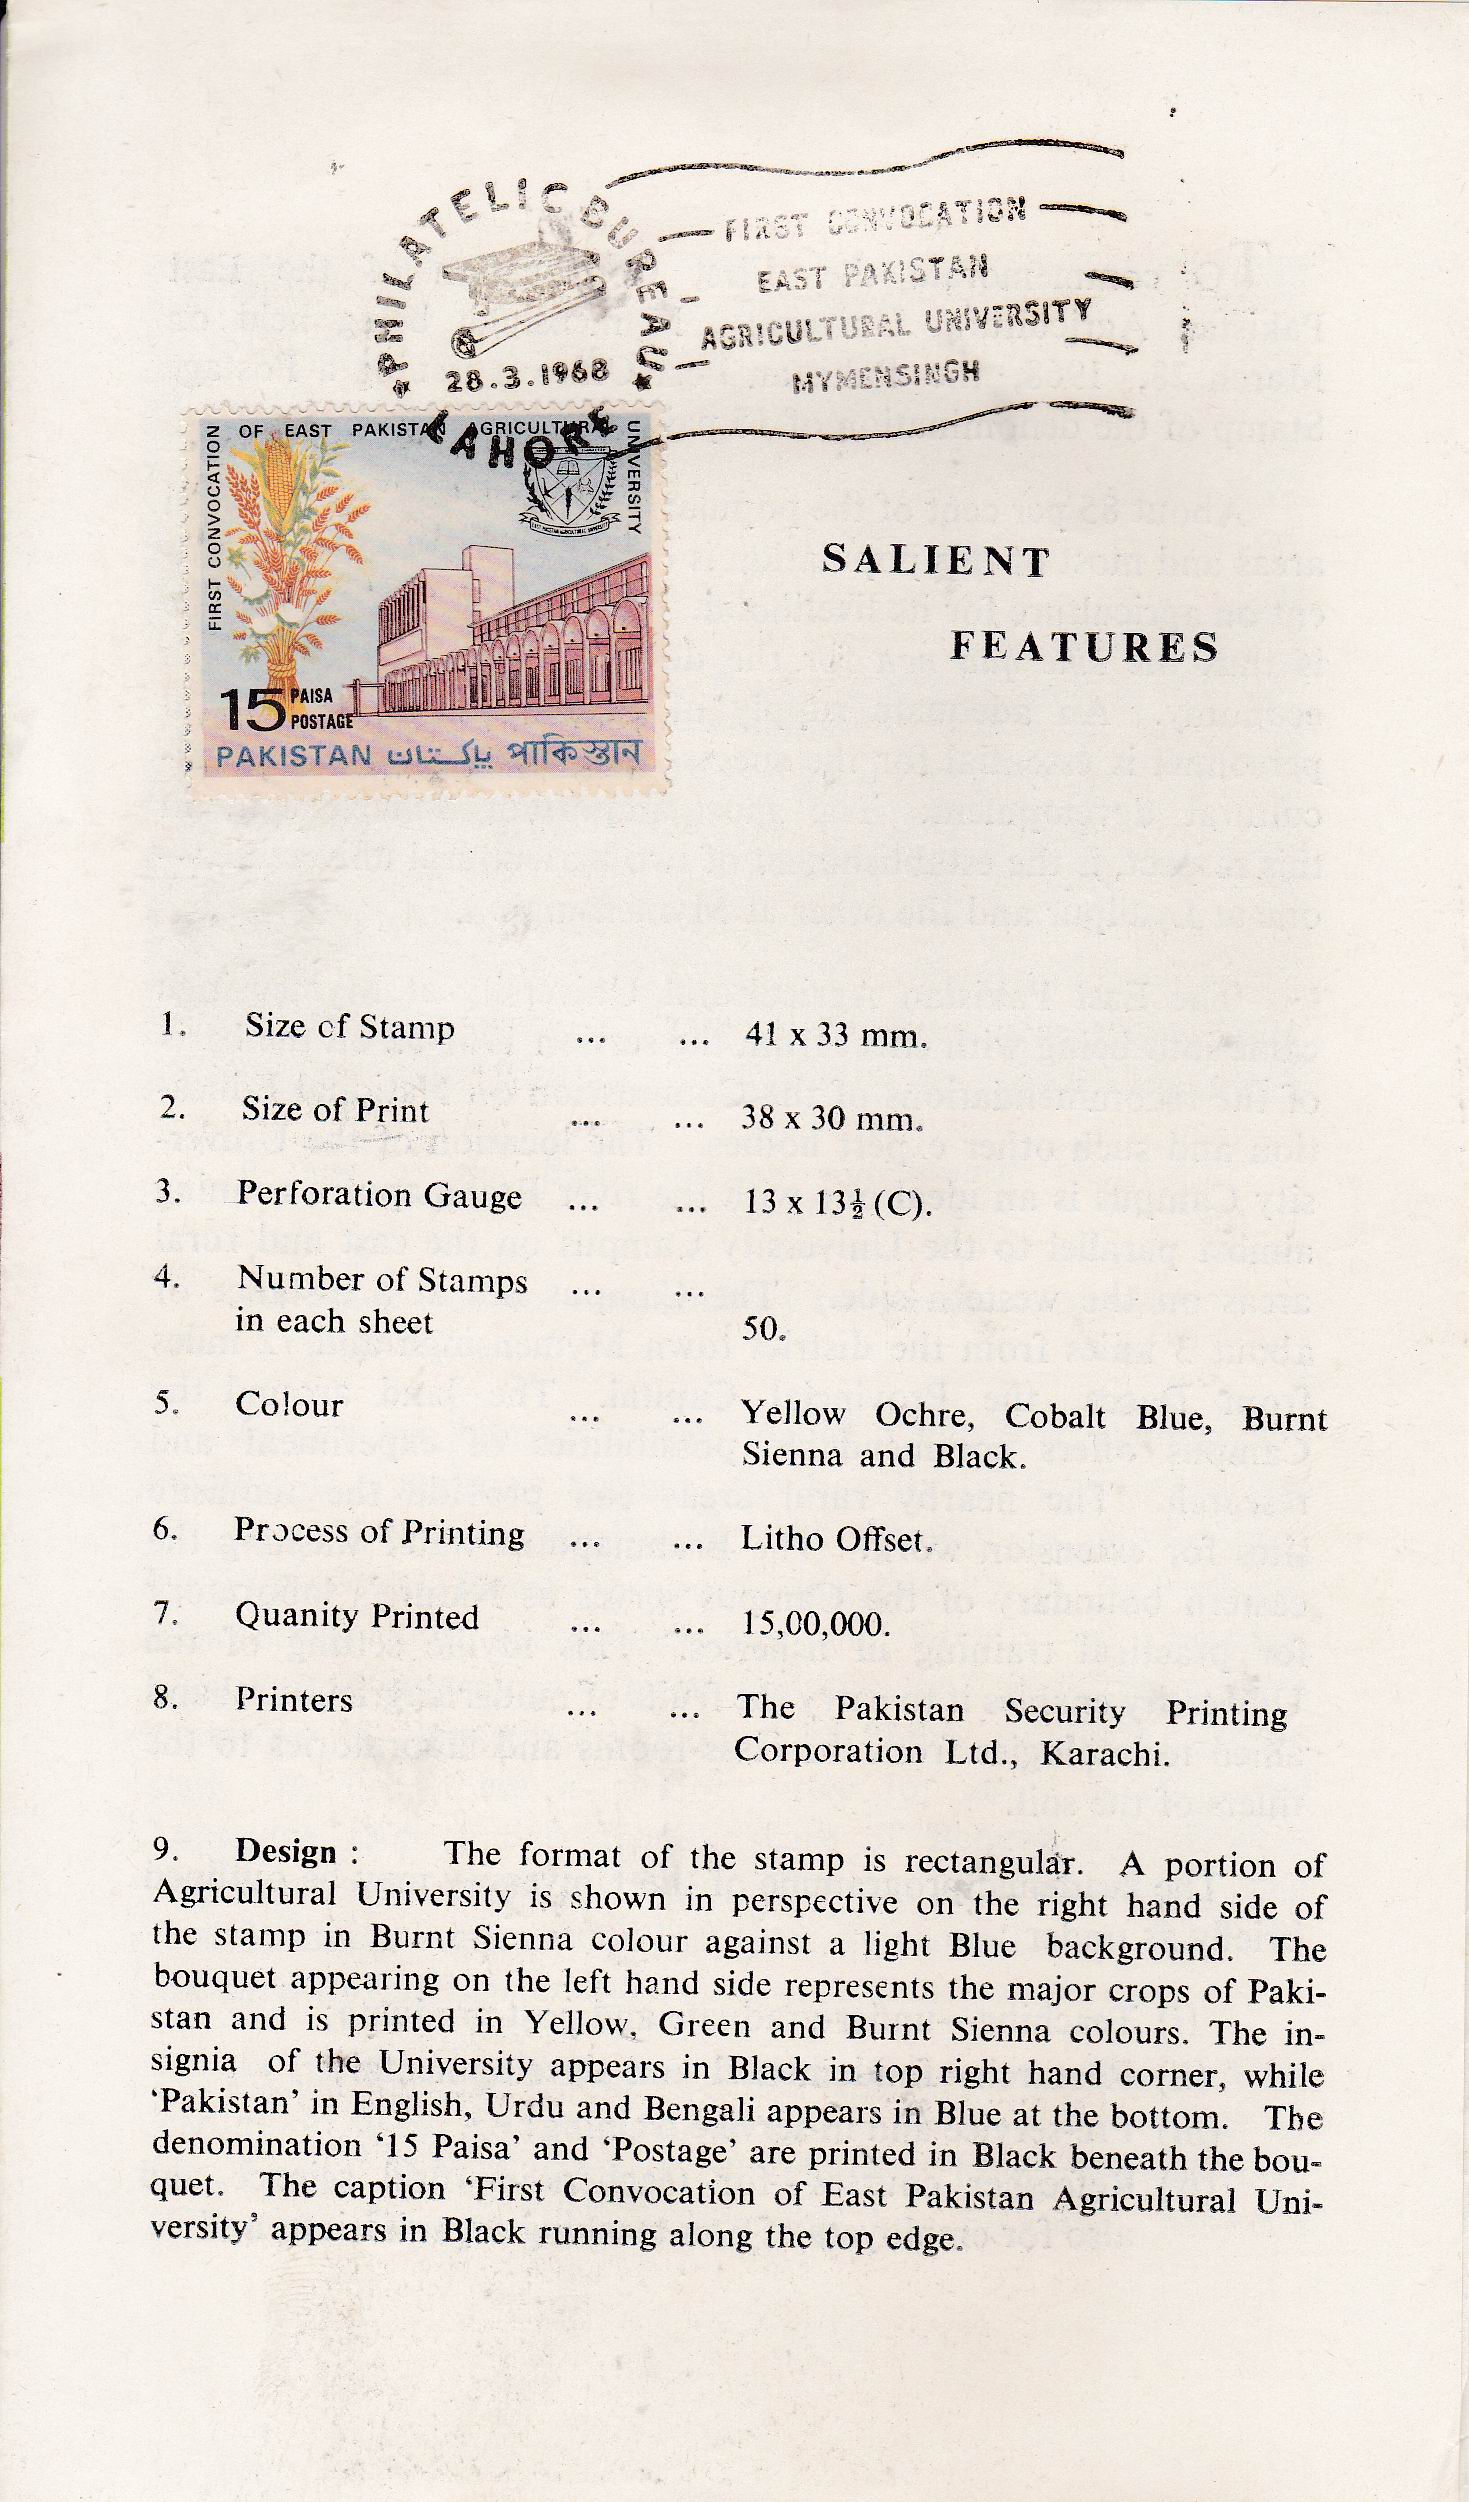 PHILATELIC BUREAU
28.3.1968
LAHORE
FIRST CONVOCATION
EAST PAKISTAN
AGRICULTURAL UNIVERSITY
MYMENSINGH
FIRST CONVOCATION OF EAST PAKISTAN AGRICULTURAL UNIVERSITY
15 PAISA
POSTAGE
PAKISTAN پاکستان পাকিস্তান
SALIENT
FEATURES
1. Size of Stamp ... ... 41 x 33 mm.
2. Size of Print ... ... 38 x 30 mm.
3. Perforation Gauge ... ... 13 x 13½ (C).
4. Number of Stamps ... ...
in each sheet 50.
5. Colour ... ... Yellow Ochre, Cobalt Blue, Burnt
Sienna and Black.
6. Process of Printing ... ... Litho Offset.
7. Quanity Printed ... ... 15,00,000.
8. Printers ... ... The Pakistan Security Printing
Corporation Ltd., Karachi.
9. Design : The format of the stamp is rectangular. A portion of
Agricultural University is shown in perspective on the right hand side of
the stamp in Burnt Sienna colour against a light Blue background. The
bouquet appearing on the left hand side represents the major crops of Paki-
stan and is printed in Yellow, Green and Burnt Sienna colours. The in-
signia of the University appears in Black in top right hand corner, while
‘Pakistan’ in English, Urdu and Bengali appears in Blue at the bottom. The
denomination ‘15 Paisa’ and ‘Postage’ are printed in Black beneath the bou-
quet. The caption ‘First Convocation of East Pakistan Agricultural Uni-
versity’ appears in Black running along the top edge.